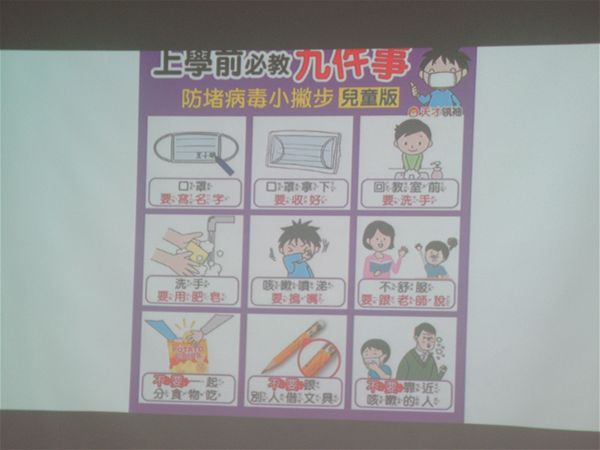 上學前必教九件事
防堵病毒小撇步 兒童版
天才領袖
口罩
要寫名字
口罩拿下
要收好
回教室前
要洗手
洗手
要用肥皂
咳嗽噴涕
要摀嘴
不舒服
要跟老師說
POTATO
不要一起
分食物吃
不要跟
別人借文具
不要靠近
咳嗽的人